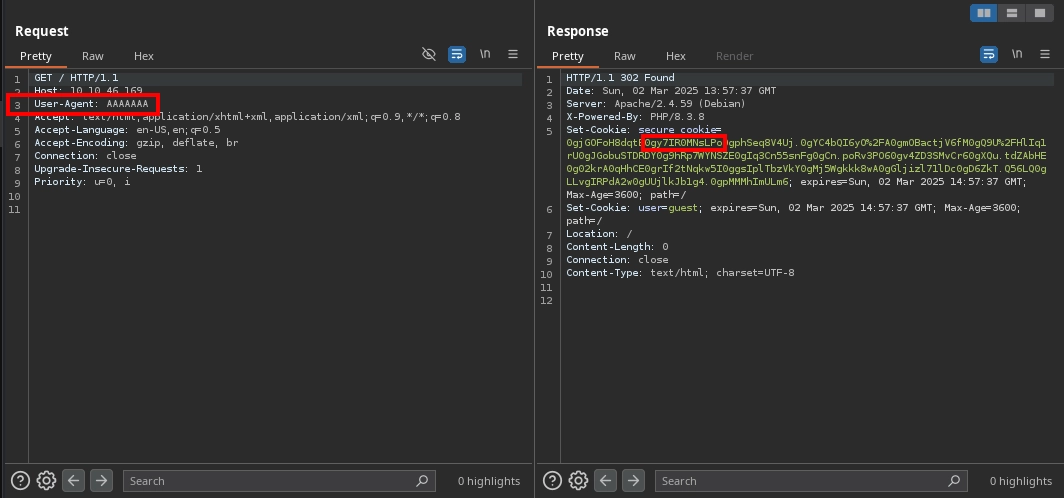 Request
Pretty Raw Hex \n
1 GET / HTTP/1.1
2 Host: 10.10.46.169
3 User-Agent: AAAAAAA
4 Accept: text/html,application/xhtml+xml,application/xml;q=0.9,*/*;q=0.8
5 Accept-Language: en-US,en;q=0.5
6 Accept-Encoding: gzip, deflate, br
7 Connection: close
8 Upgrade-Insecure-Requests: 1
9 Priority: u=0, i
10
11
Search 0 highlights
Response
Pretty Raw Hex Render \n
1 HTTP/1.1 302 Found
2 Date: Sun, 02 Mar 2025 13:57:37 GMT
3 Server: Apache/2.4.59 (Debian)
4 X-Powered-By: PHP/8.3.8
5 Set-Cookie: secure_cookie=
rU0gJGobuSTDRDY0g9hRp7WYNSZE0gIq3Cn55snFg0gCn.poRv3PO60gv4ZD3SMvCr60gXQu.tdZAbHE
0g02krA0qHhCE0grIf2tNqkw5I0ggsIplTbzVkY0gMj5Wgkkk8wA0gGljizl71lDc0gD6ZkT.Q56LQ0g
LLvgIRPdA2w0gUUjlkJb1g4.0gpMMMhImULm6; expires=Sun, 02 Mar 2025 14:57:37 GMT;
Max-Age=3600; path=/
6 Set-Cookie: user=guest; expires=Sun, 02 Mar 2025 14:57:37 GMT; Max-Age=3600;
path=/
7 Location: /
8 Content-Length: 0
9 Connection: close
10 Content-Type: text/html; charset=UTF-8
11
12
Search 0 highlights